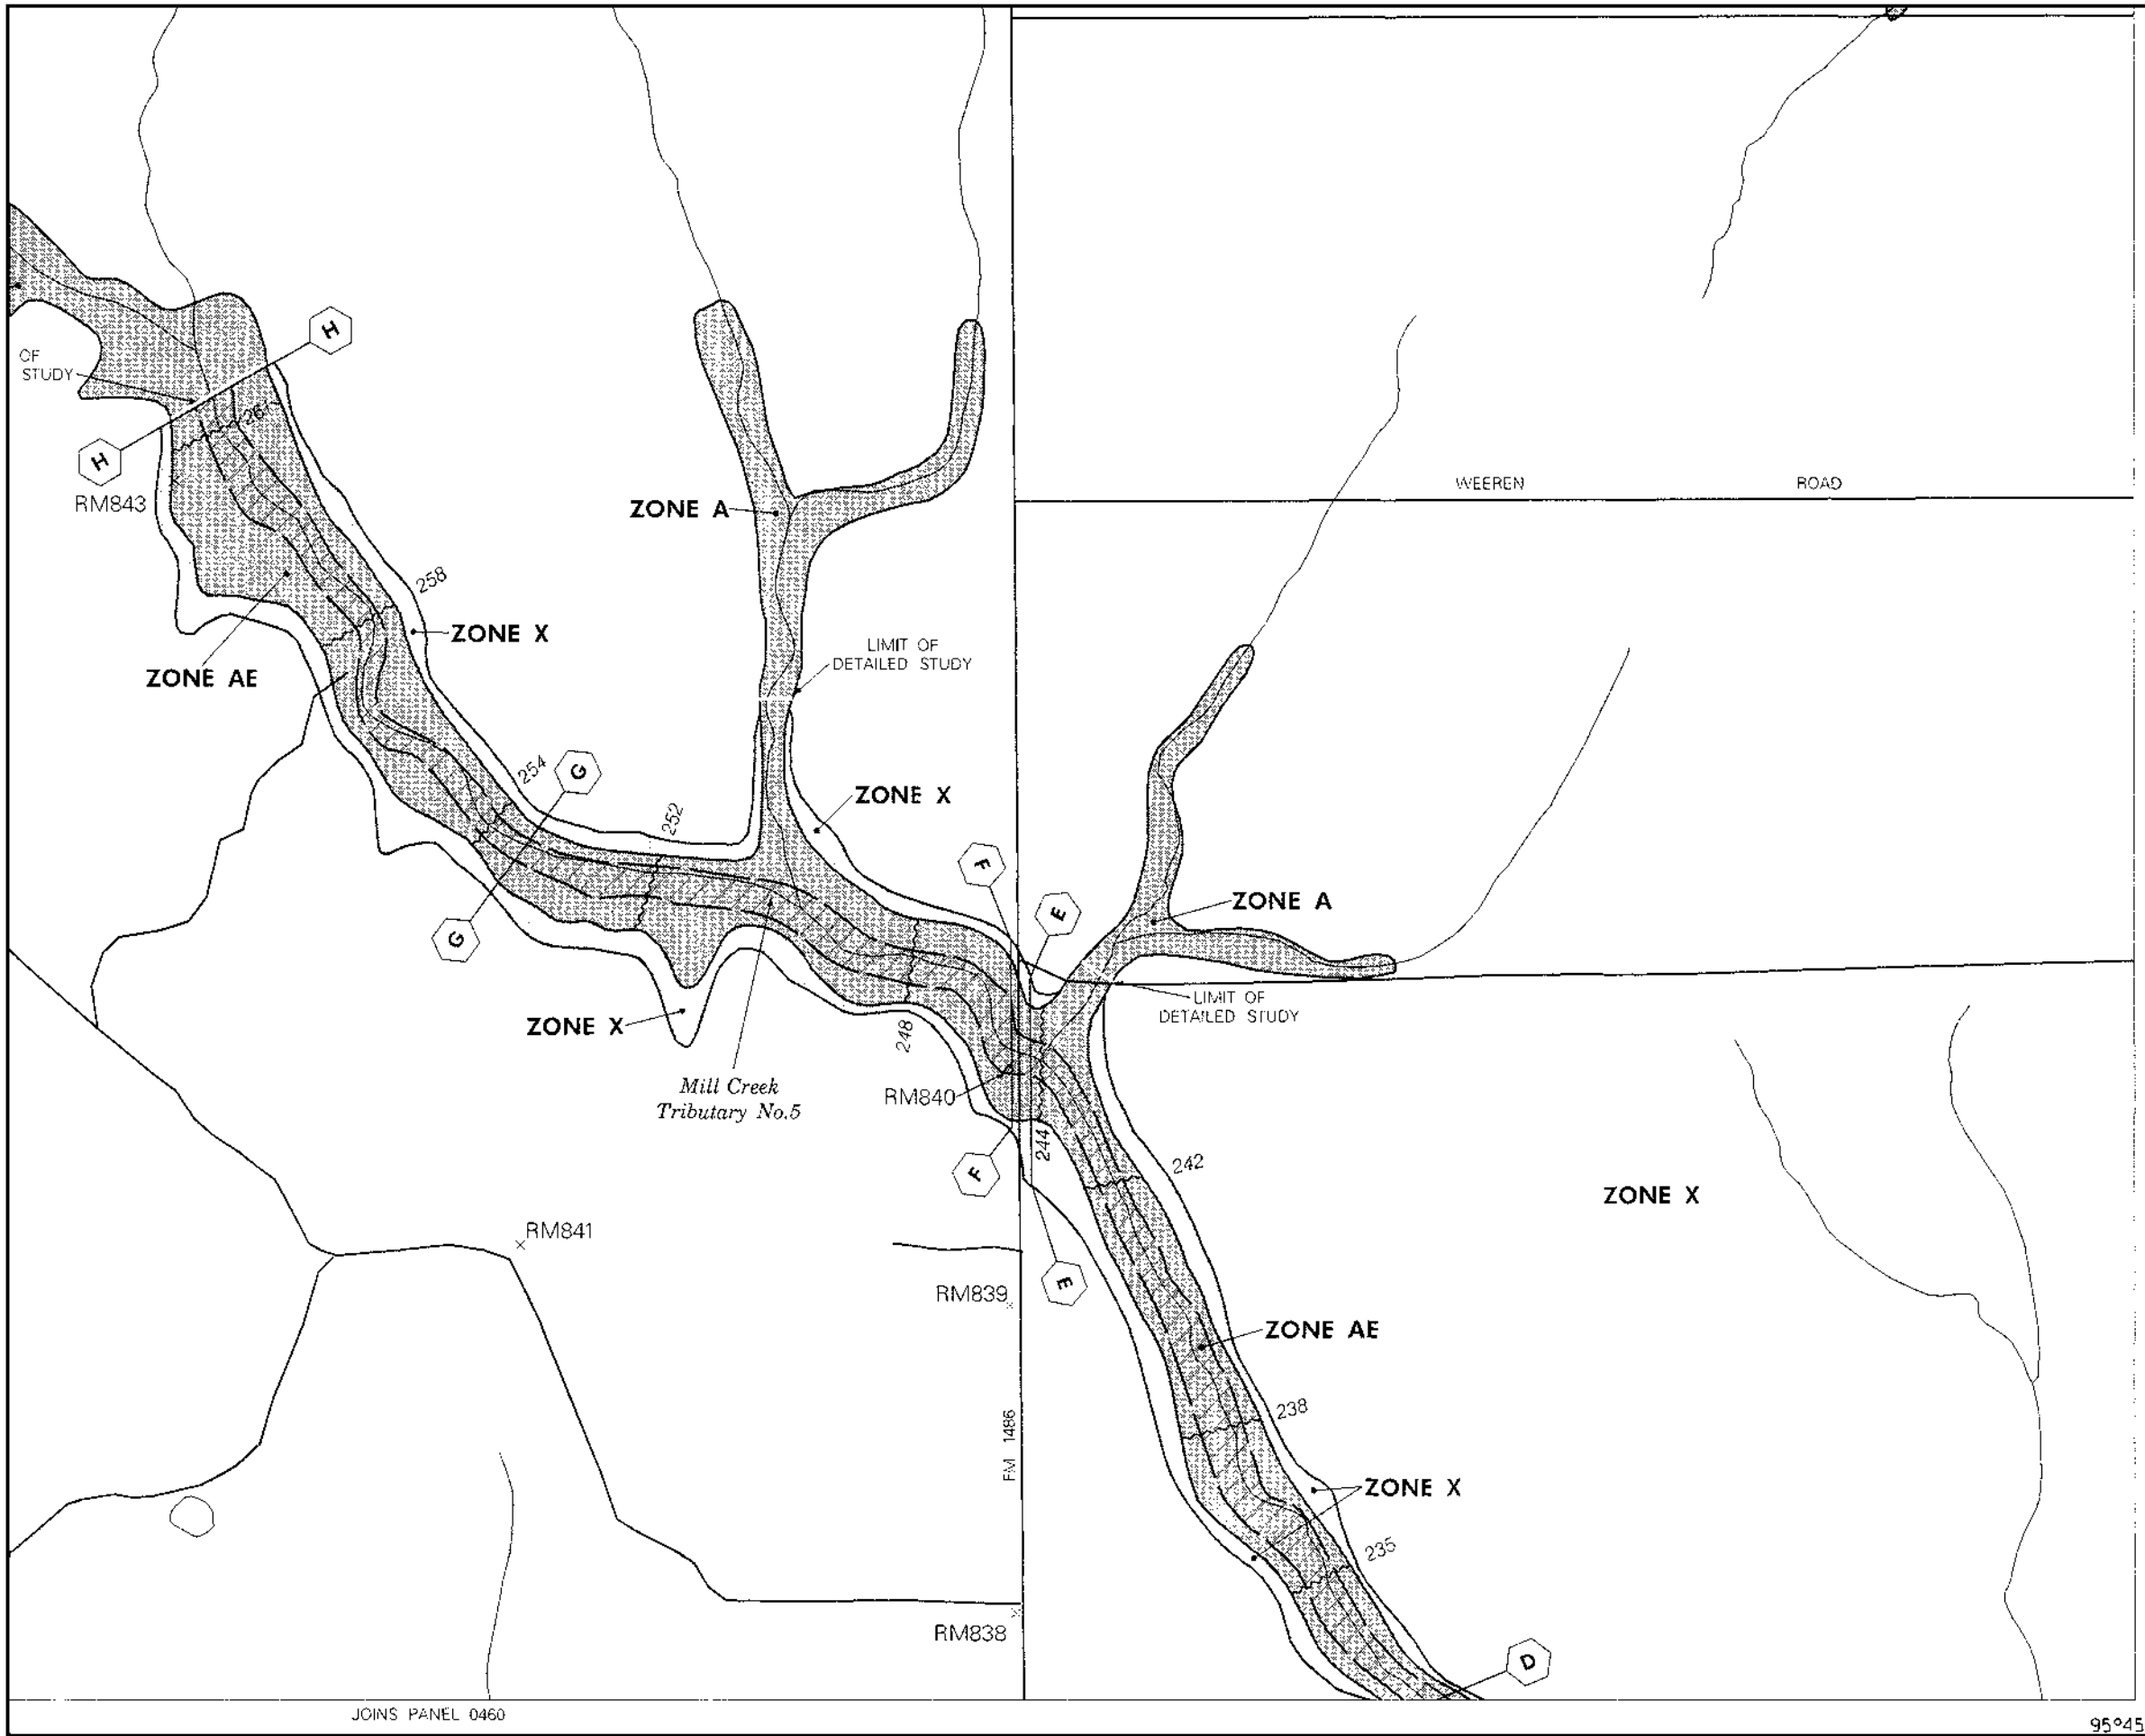 H
OF
STUDY
261
H
RM843
WEEREN ROAD
ZONE A
258
ZONE X
LIMIT OF
DETAILED STUDY
ZONE AE
254
G
ZONE X
252
F
E
ZONE A
G
LIMIT OF
DETAILED STUDY
ZONE X
248
Mill Creek
Tributary No.5
RM840
244
242
F
ZONE X
RM841
E
RM839
ZONE AE
238
FM 1486
ZONE X
235
RM838
D
JOINS PANEL 0460
95°45